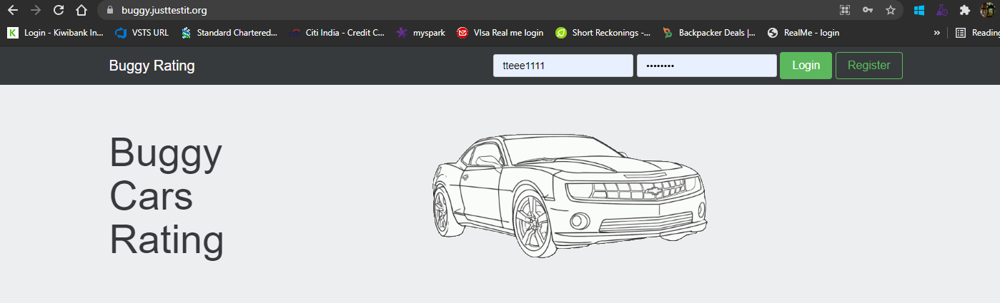 buggy.justtestit.org
Login - Kiwibank In... VSTS URL Standard Chartered... Citi India - Credit C... myspark VIsa Real me login Short Reckonings -... Backpacker Deals |... RealMe - login » Reading
Buggy Rating tteee1111 •••••••• Login Register
Buggy
Cars
Rating